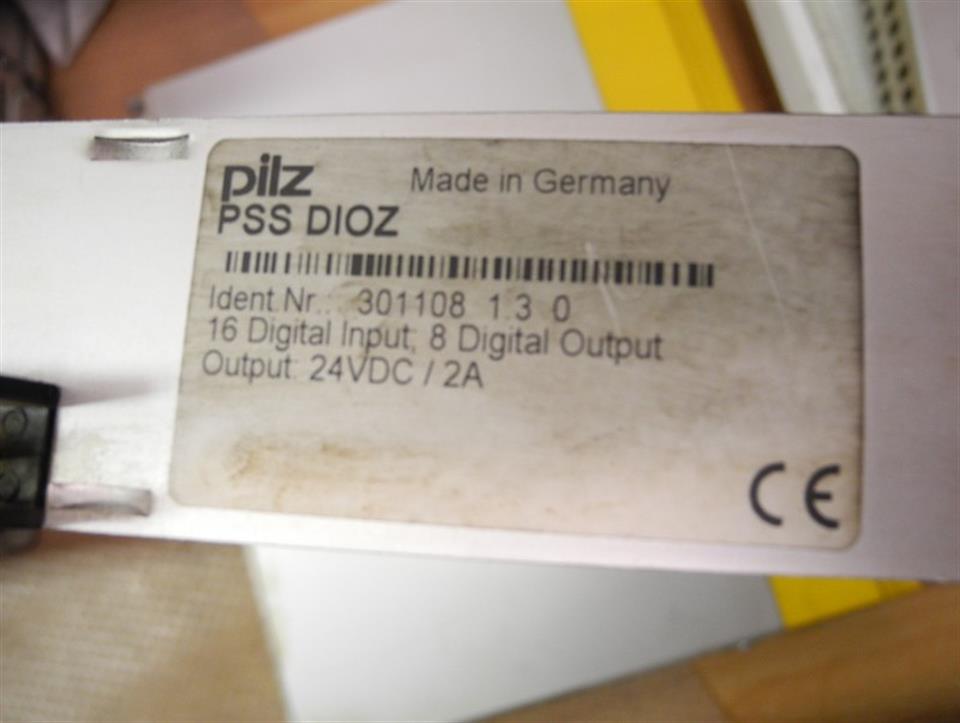 pilz Made in Germany
PSS DIOZ
Ident.Nr.: 301108 1.3 0
16 Digital Input; 8 Digital Output
Output: 24VDC / 2A
CE